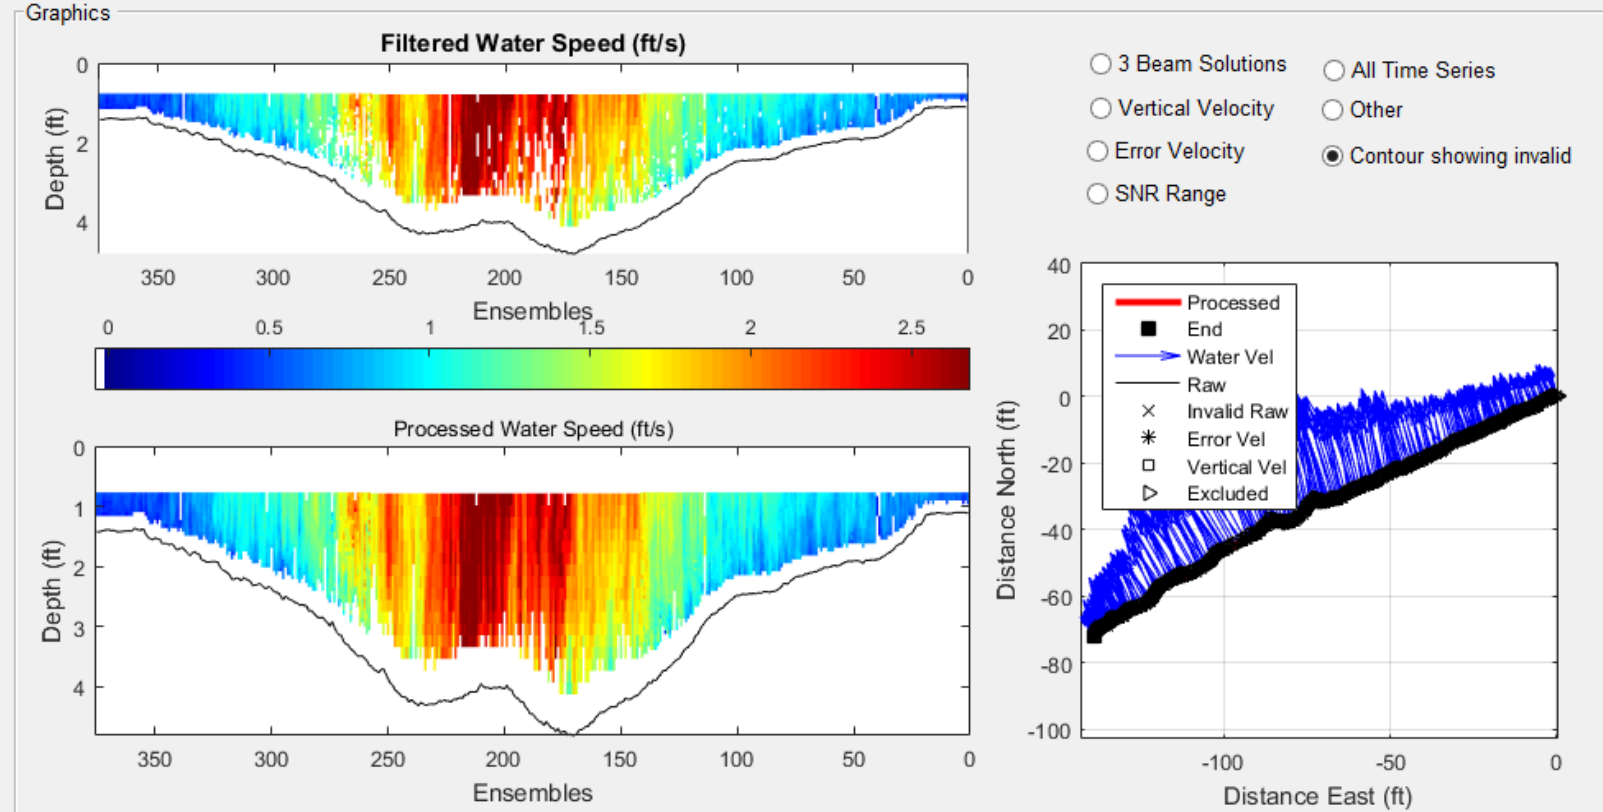 Graphics
Filtered Water Speed (ft/s)
0
2
4
Depth (ft)
350 300 250 200 150 100 50 0
Ensembles
0 0.5 1 1.5 2 2.5
Processed Water Speed (ft/s)
0
1
2
3
4
Depth (ft)
350 300 250 200 150 100 50 0
Ensembles
3 Beam Solutions
Vertical Velocity
Error Velocity
SNR Range
All Time Series
Other
Contour showing invalid
40
20
0
-20
-40
-60
-80
-100
Distance North (ft)
Processed
End
Water Vel
Raw
Invalid Raw
Error Vel
Vertical Vel
Excluded
-100 -50 0
Distance East (ft)